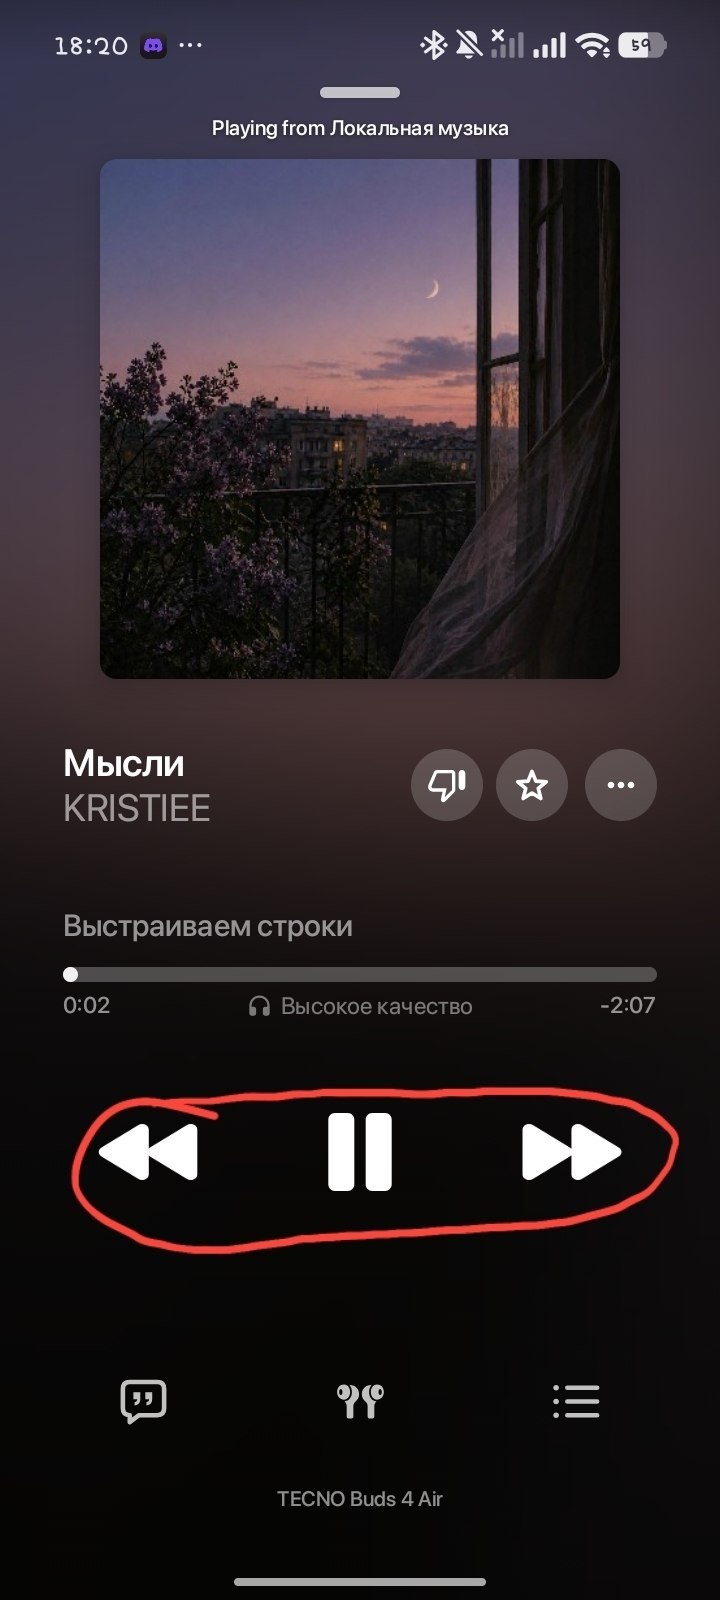 18:20
59
Playing from Локальная музыка
Мысли
KRISTIEE
Выстраиваем строки
0:02
Высокое качество
-2:07
TECNO Buds 4 Air